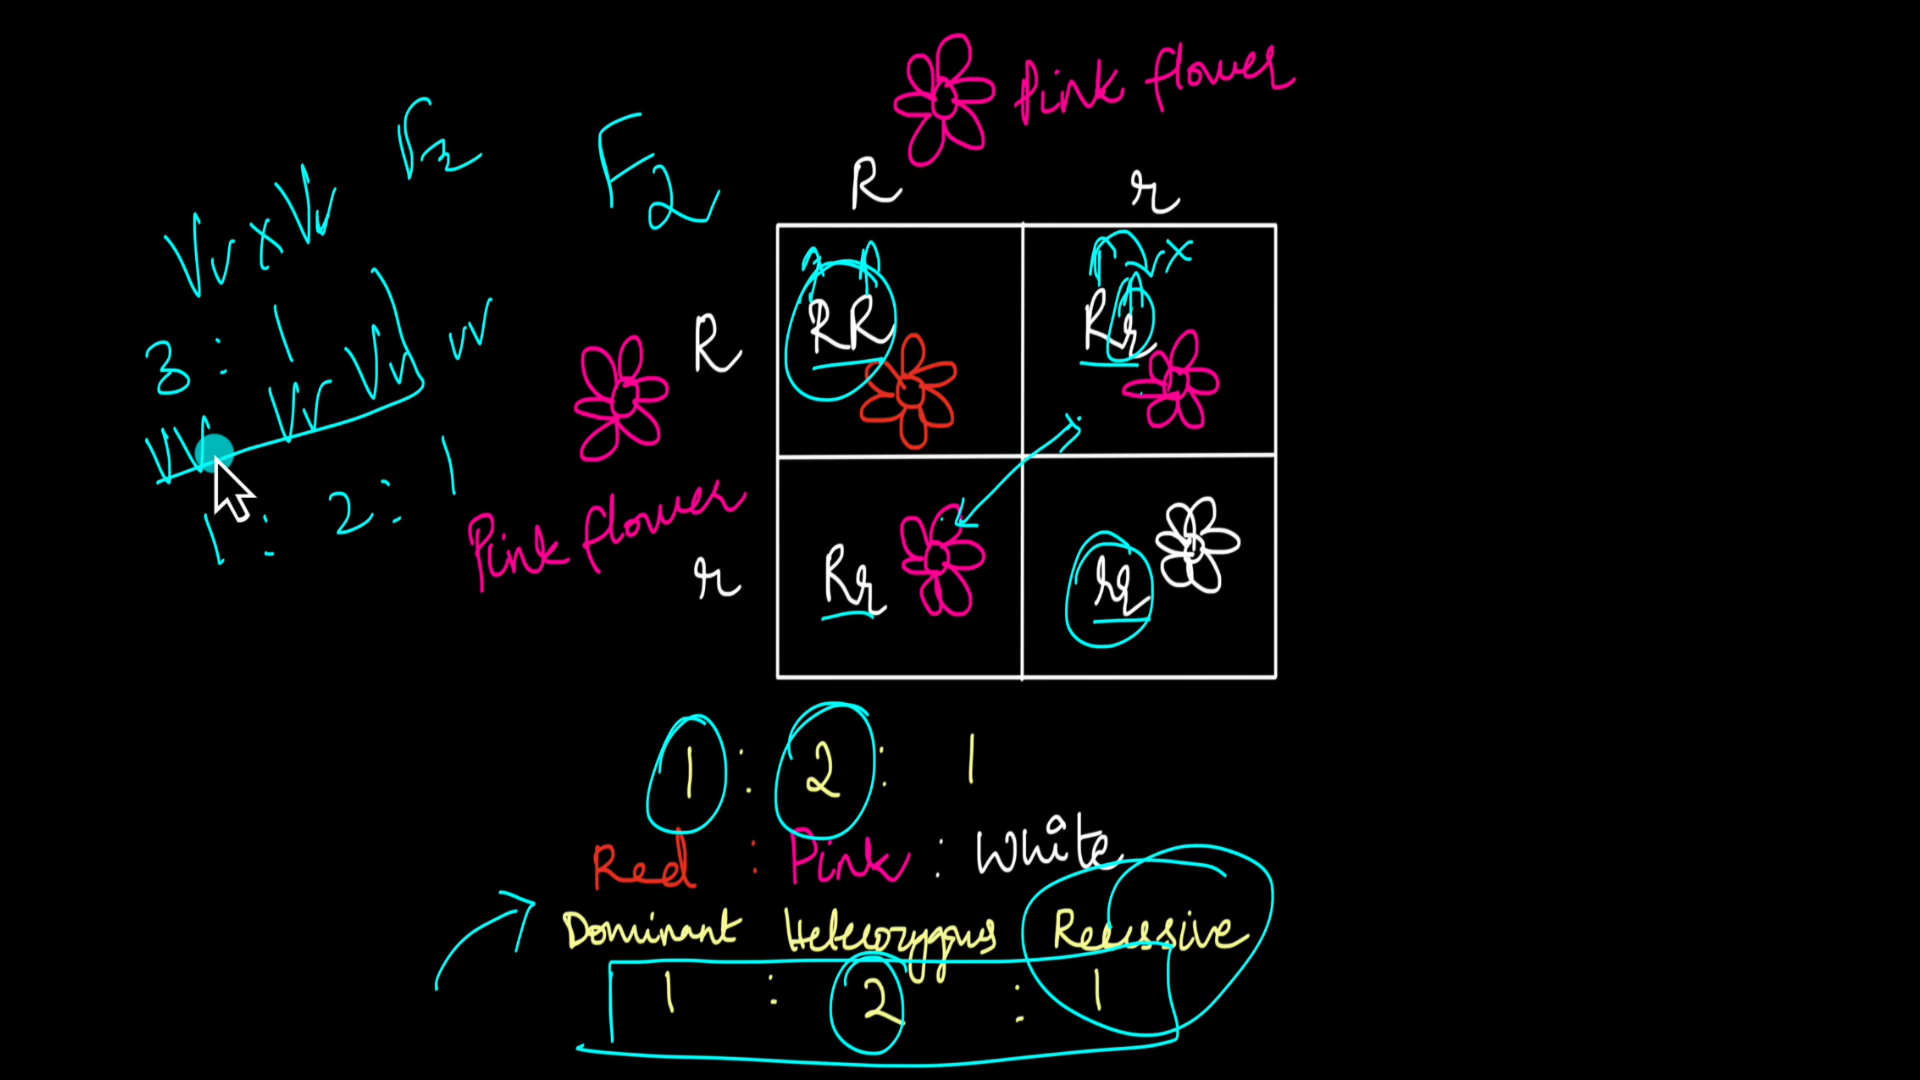 Pink flower
F2
R r
Vv x Vv
3 : 1
VV Vv Vv vv
1 : 2 : 1
R
RR
Rr
Pink flower
r
Rr
rr
1 : 2 : 1
Red : Pink : White
Dominant Heterozygous Recessive
1 : 2 : 1